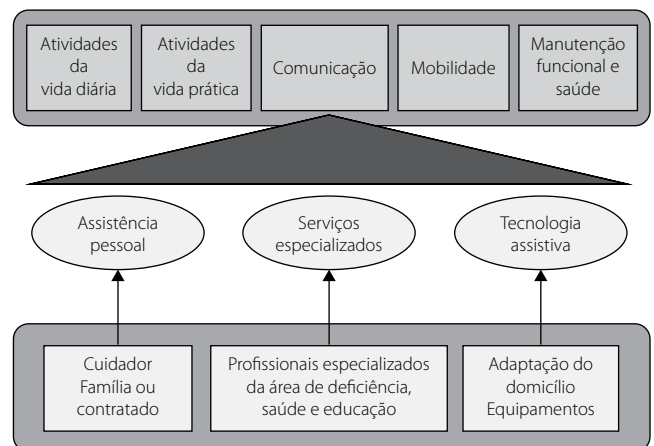 Atividades
da
vida diária
Atividades
da
vida prática
Comunicação
Mobilidade
Manutenção
funcional e
saúde
Assistência
pessoal
Serviços
especializados
Tecnologia
assistiva
Cuidador
Família ou
contratado
Profissionais especializados
da área de deficiência,
saúde e educação
Adaptação do
domicílio
Equipamentos